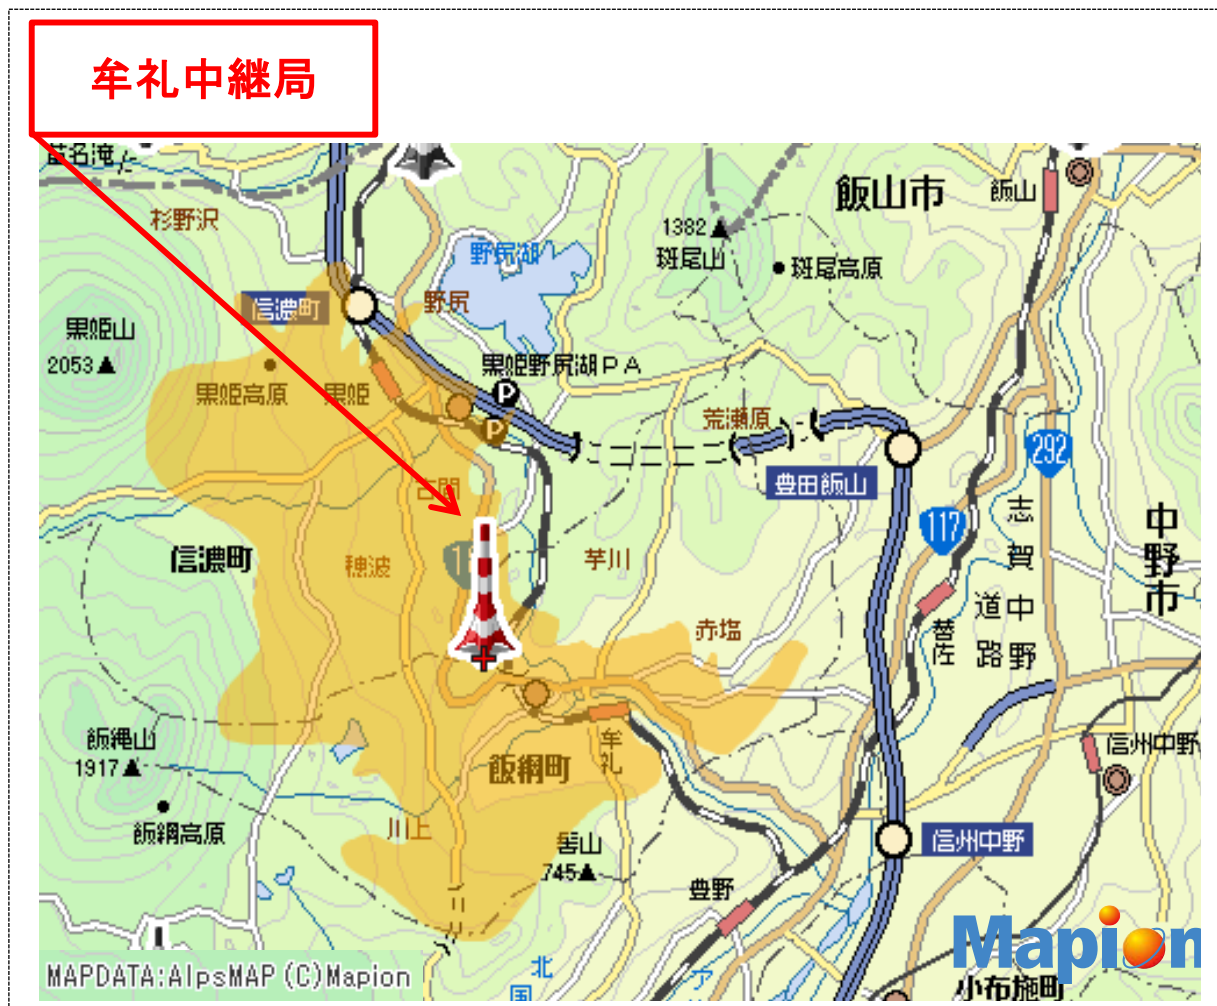 牟礼中継局
苗名滝
杉野沢
飯山市
飯山
1382
斑尾山
斑尾高原
野尻湖
信濃町
野尻
黒姫山
2053
黒姫高原
黒姫
黒姫野尻湖PA
P
P
荒瀬原
292
豊田飯山
古間
117
志賀中野道路
中野市
信濃町
穂波
芋川
赤塩
替佐
飯縄山
1917
飯綱高原
飯綱町
牟礼
信州中野
川上
髻山
745
信州中野
豊野
北国
小布施町
Mapion
MAPDATA:AlpsMAP (C)Mapion